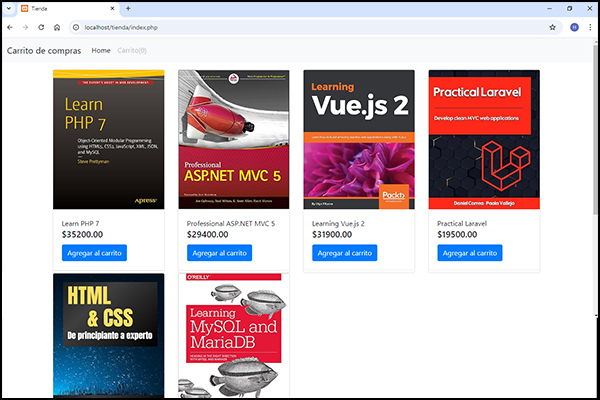 Tienda
localhost/tienda/index.php
Carrito de compras Home Carrito(0)
THE EXPERT'S VOICE IN WEB DEVELOPMENT
Learn
PHP 7
Object-Oriented Modular Programming
using HTML5, CSS3, JavaScript, XML, JSON,
and MySQL
Steve Prettyman
Apress
Learn PHP 7
$35200.00
Agregar al carrito
Professional
ASP.NET MVC 5
Professional ASP.NET MVC 5
$29400.00
Agregar al carrito
Learning
Vue.js 2
Packt
Learning Vue.js 2
$31900.00
Agregar al carrito
Practical Laravel
Develop clean MVC web applications
Daniel Correa Paola Vallejo
Practical Laravel
$19500.00
Agregar al carrito
HTML
& CSS
De principiante a experto
O'REILLY
Learning
MySQL and
MariaDB